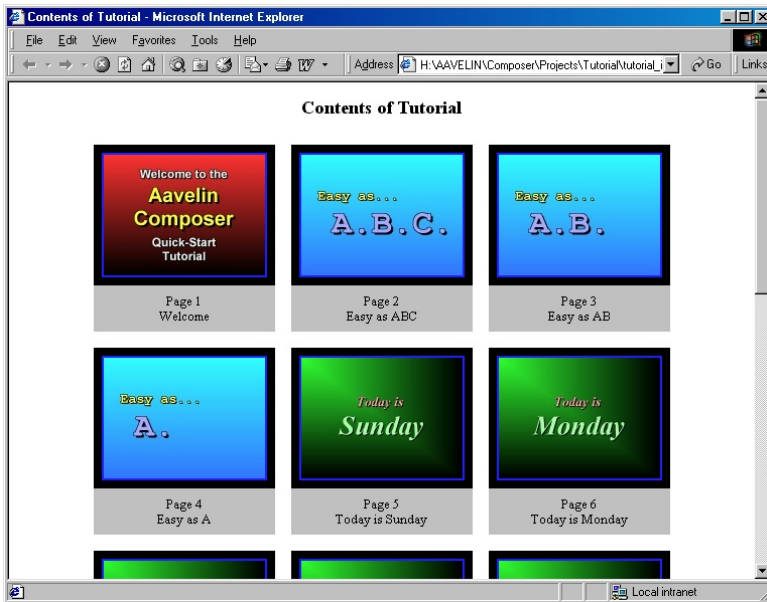 Contents of Tutorial - Microsoft Internet Explorer
File Edit View Favorites Tools Help
Address H:\AAVELIN\Composer\Projects\Tutorial\tutorial_i Go Links
Contents of Tutorial
Welcome to the
Aavelin
Composer
Quick-Start
Tutorial
Easy as...
A.B.C.
Easy as...
A.B.
Page 1
Welcome
Page 2
Easy as ABC
Page 3
Easy as AB
Easy as...
A.
Today is
Sunday
Today is
Monday
Page 4
Easy as A
Page 5
Today is Sunday
Page 6
Today is Monday
Local intranet